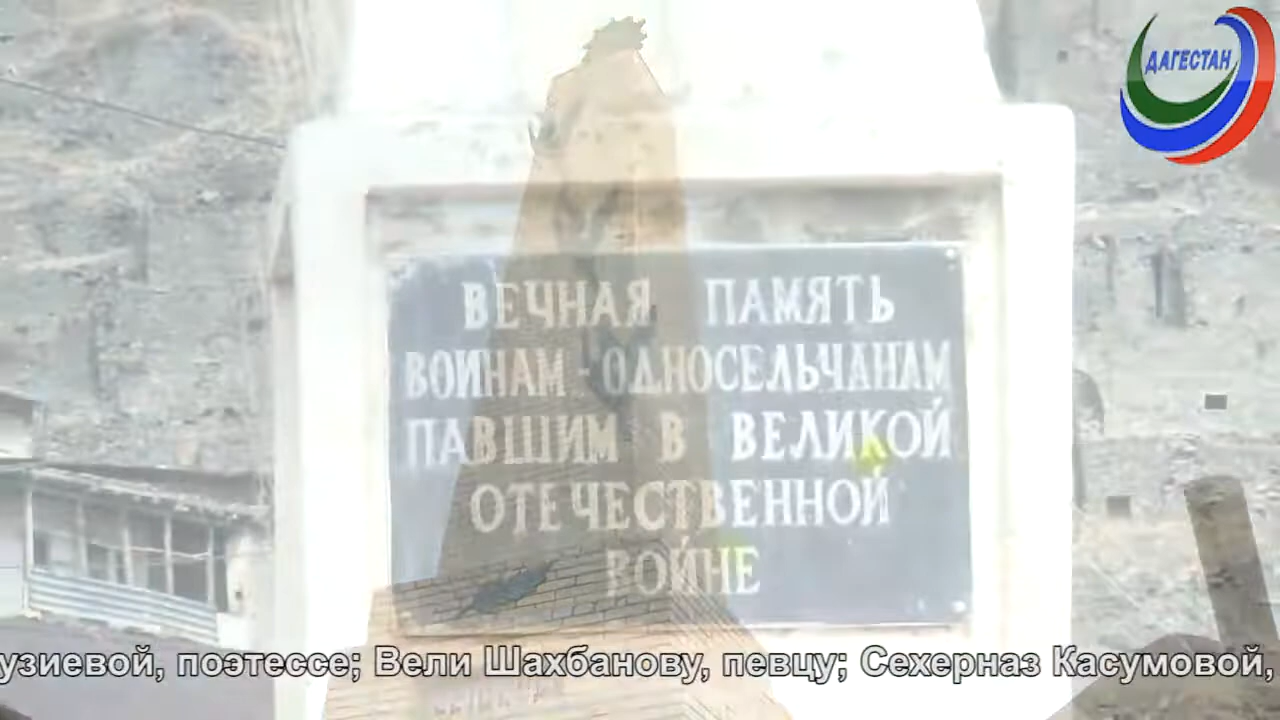 ДАГЕСТАН
ВЕЧНАЯ ПАМЯТЬ
ВОИНАМ - ОДНОСЕЛЬЧАНАМ
ПАВШИМ В ВЕЛИКОЙ
ОТЕЧЕСТВЕННОЙ
ВОЙНЕ
узиевой, поэтессе; Вели Шахбанову, певцу; Сехерназ Касумовой,